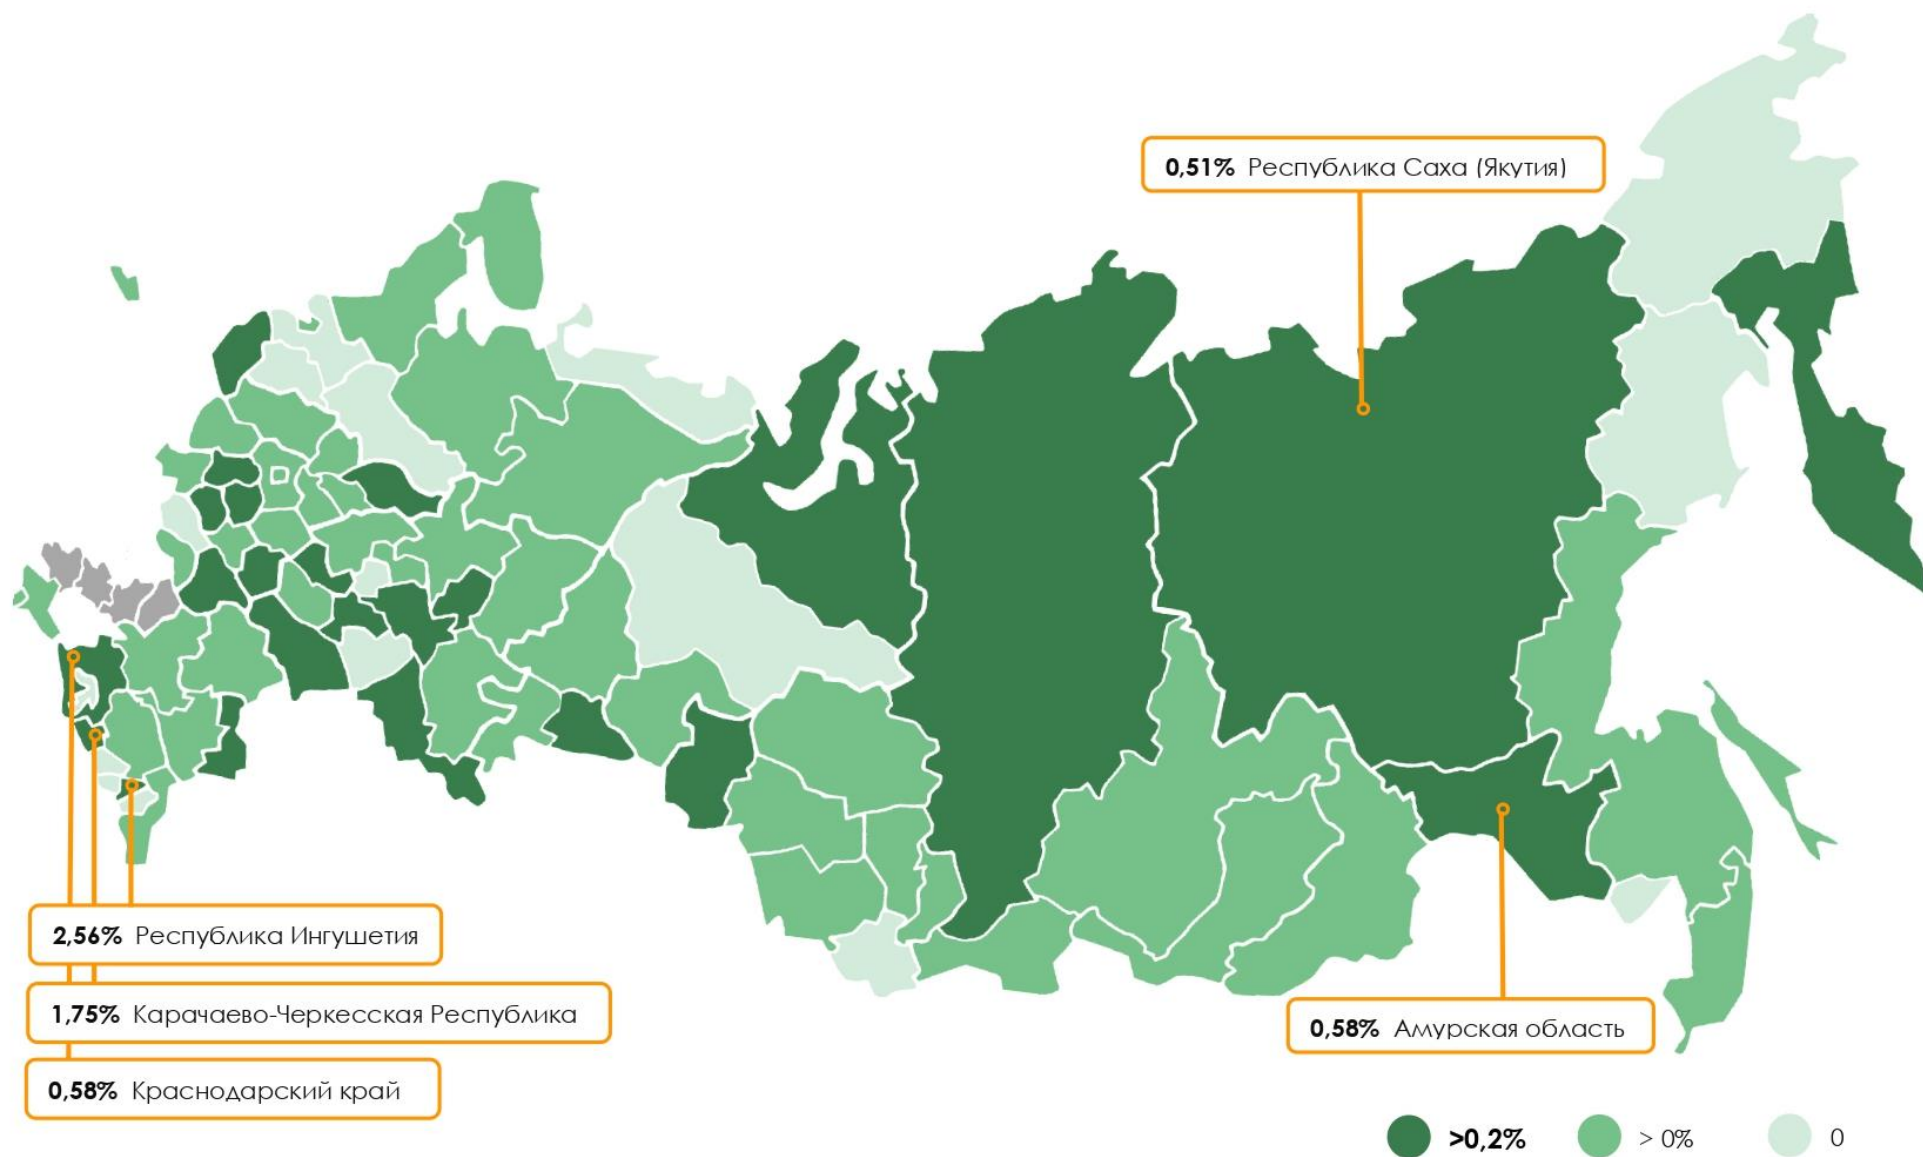 0,51% Республика Саха (Якутия)
2,56% Республика Ингушетия
1,75% Карачаево-Черкесская Республика
0,58% Краснодарский край
0,58% Амурская область
>0,2%
> 0%
0